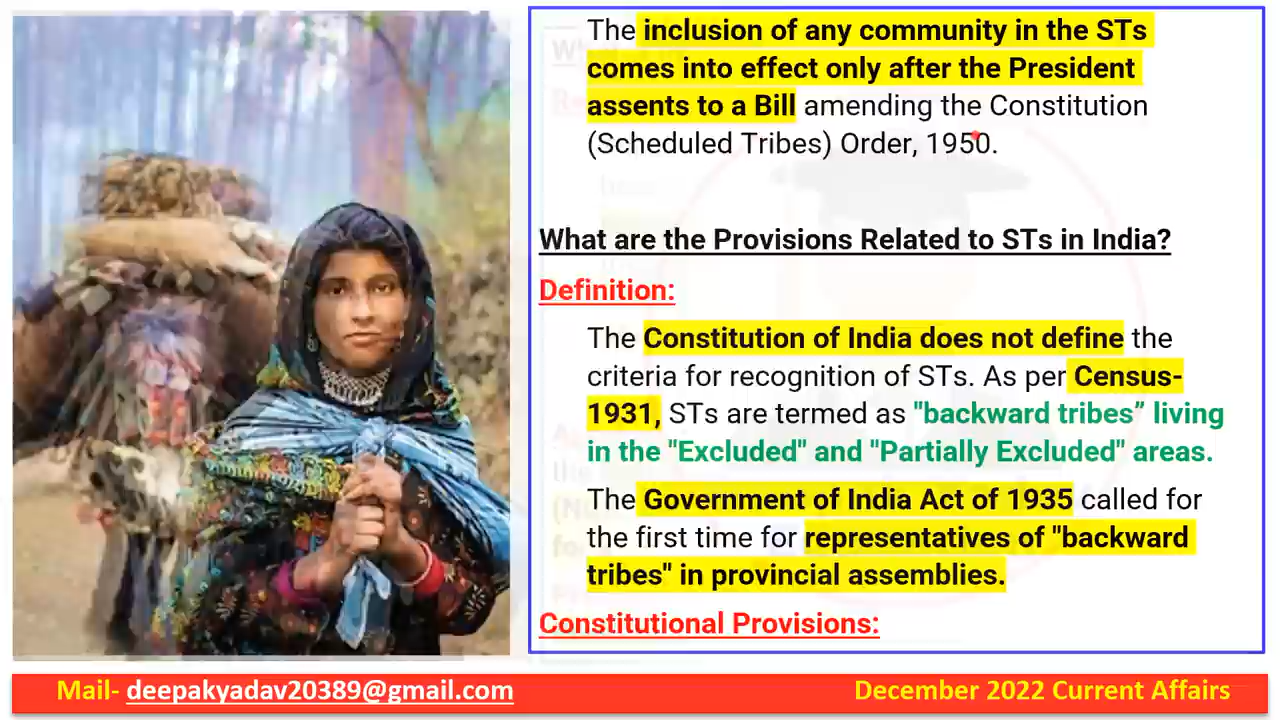 The inclusion of any community in the STs
comes into effect only after the President
assents to a Bill amending the Constitution
(Scheduled Tribes) Order, 1950.
What are the Provisions Related to STs in India?
Definition:
The Constitution of India does not define the
criteria for recognition of STs. As per Census-
1931, STs are termed as "backward tribes” living
in the "Excluded" and "Partially Excluded" areas.
The Government of India Act of 1935 called for
the first time for representatives of "backward
tribes" in provincial assemblies.
Constitutional Provisions:
Mail- deepakyadav20389@gmail.com
December 2022 Current Affairs